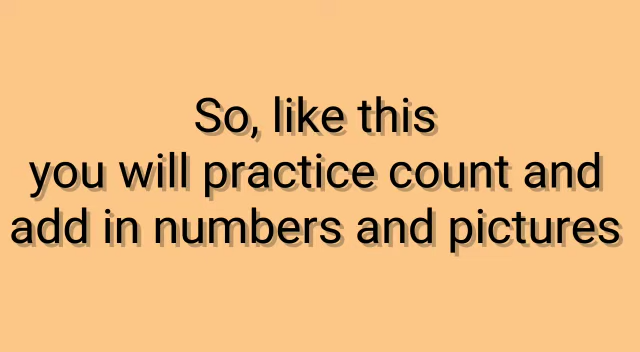 So, like this
you will practice count and
add in numbers and pictures